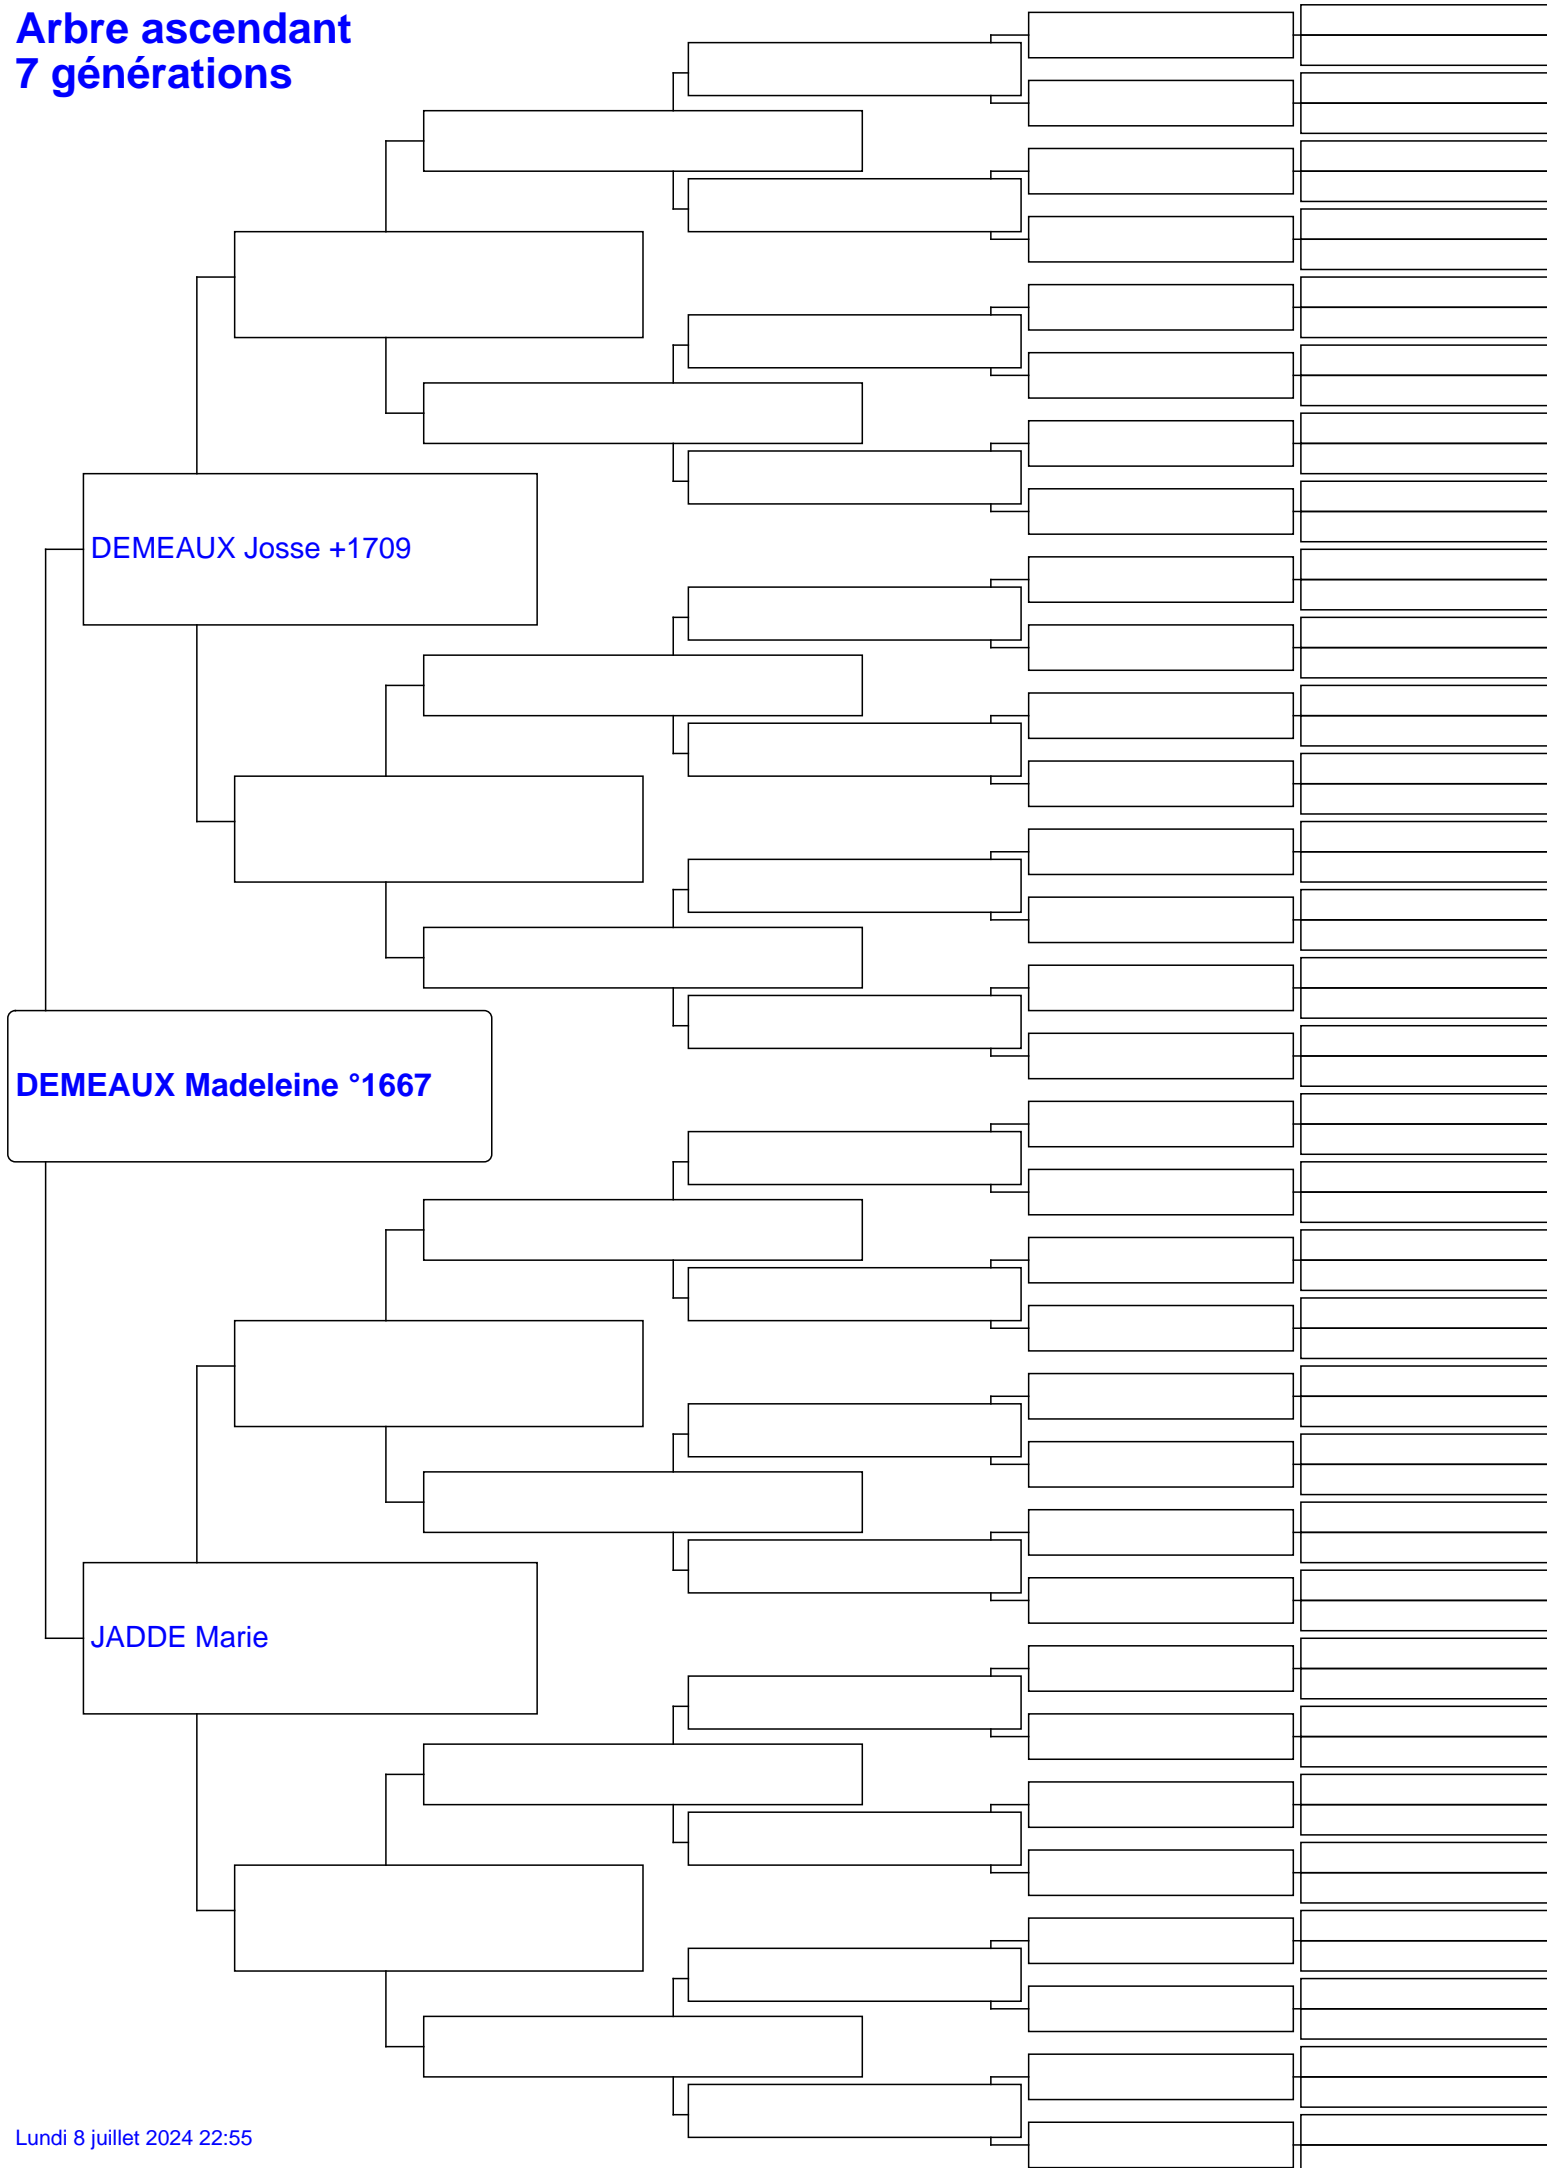 Arbre ascendant
7 générations
DEMEAUX Josse +1709
DEMEAUX Madeleine °1667
JADDE Marie
Lundi 8 juillet 2024 22:55